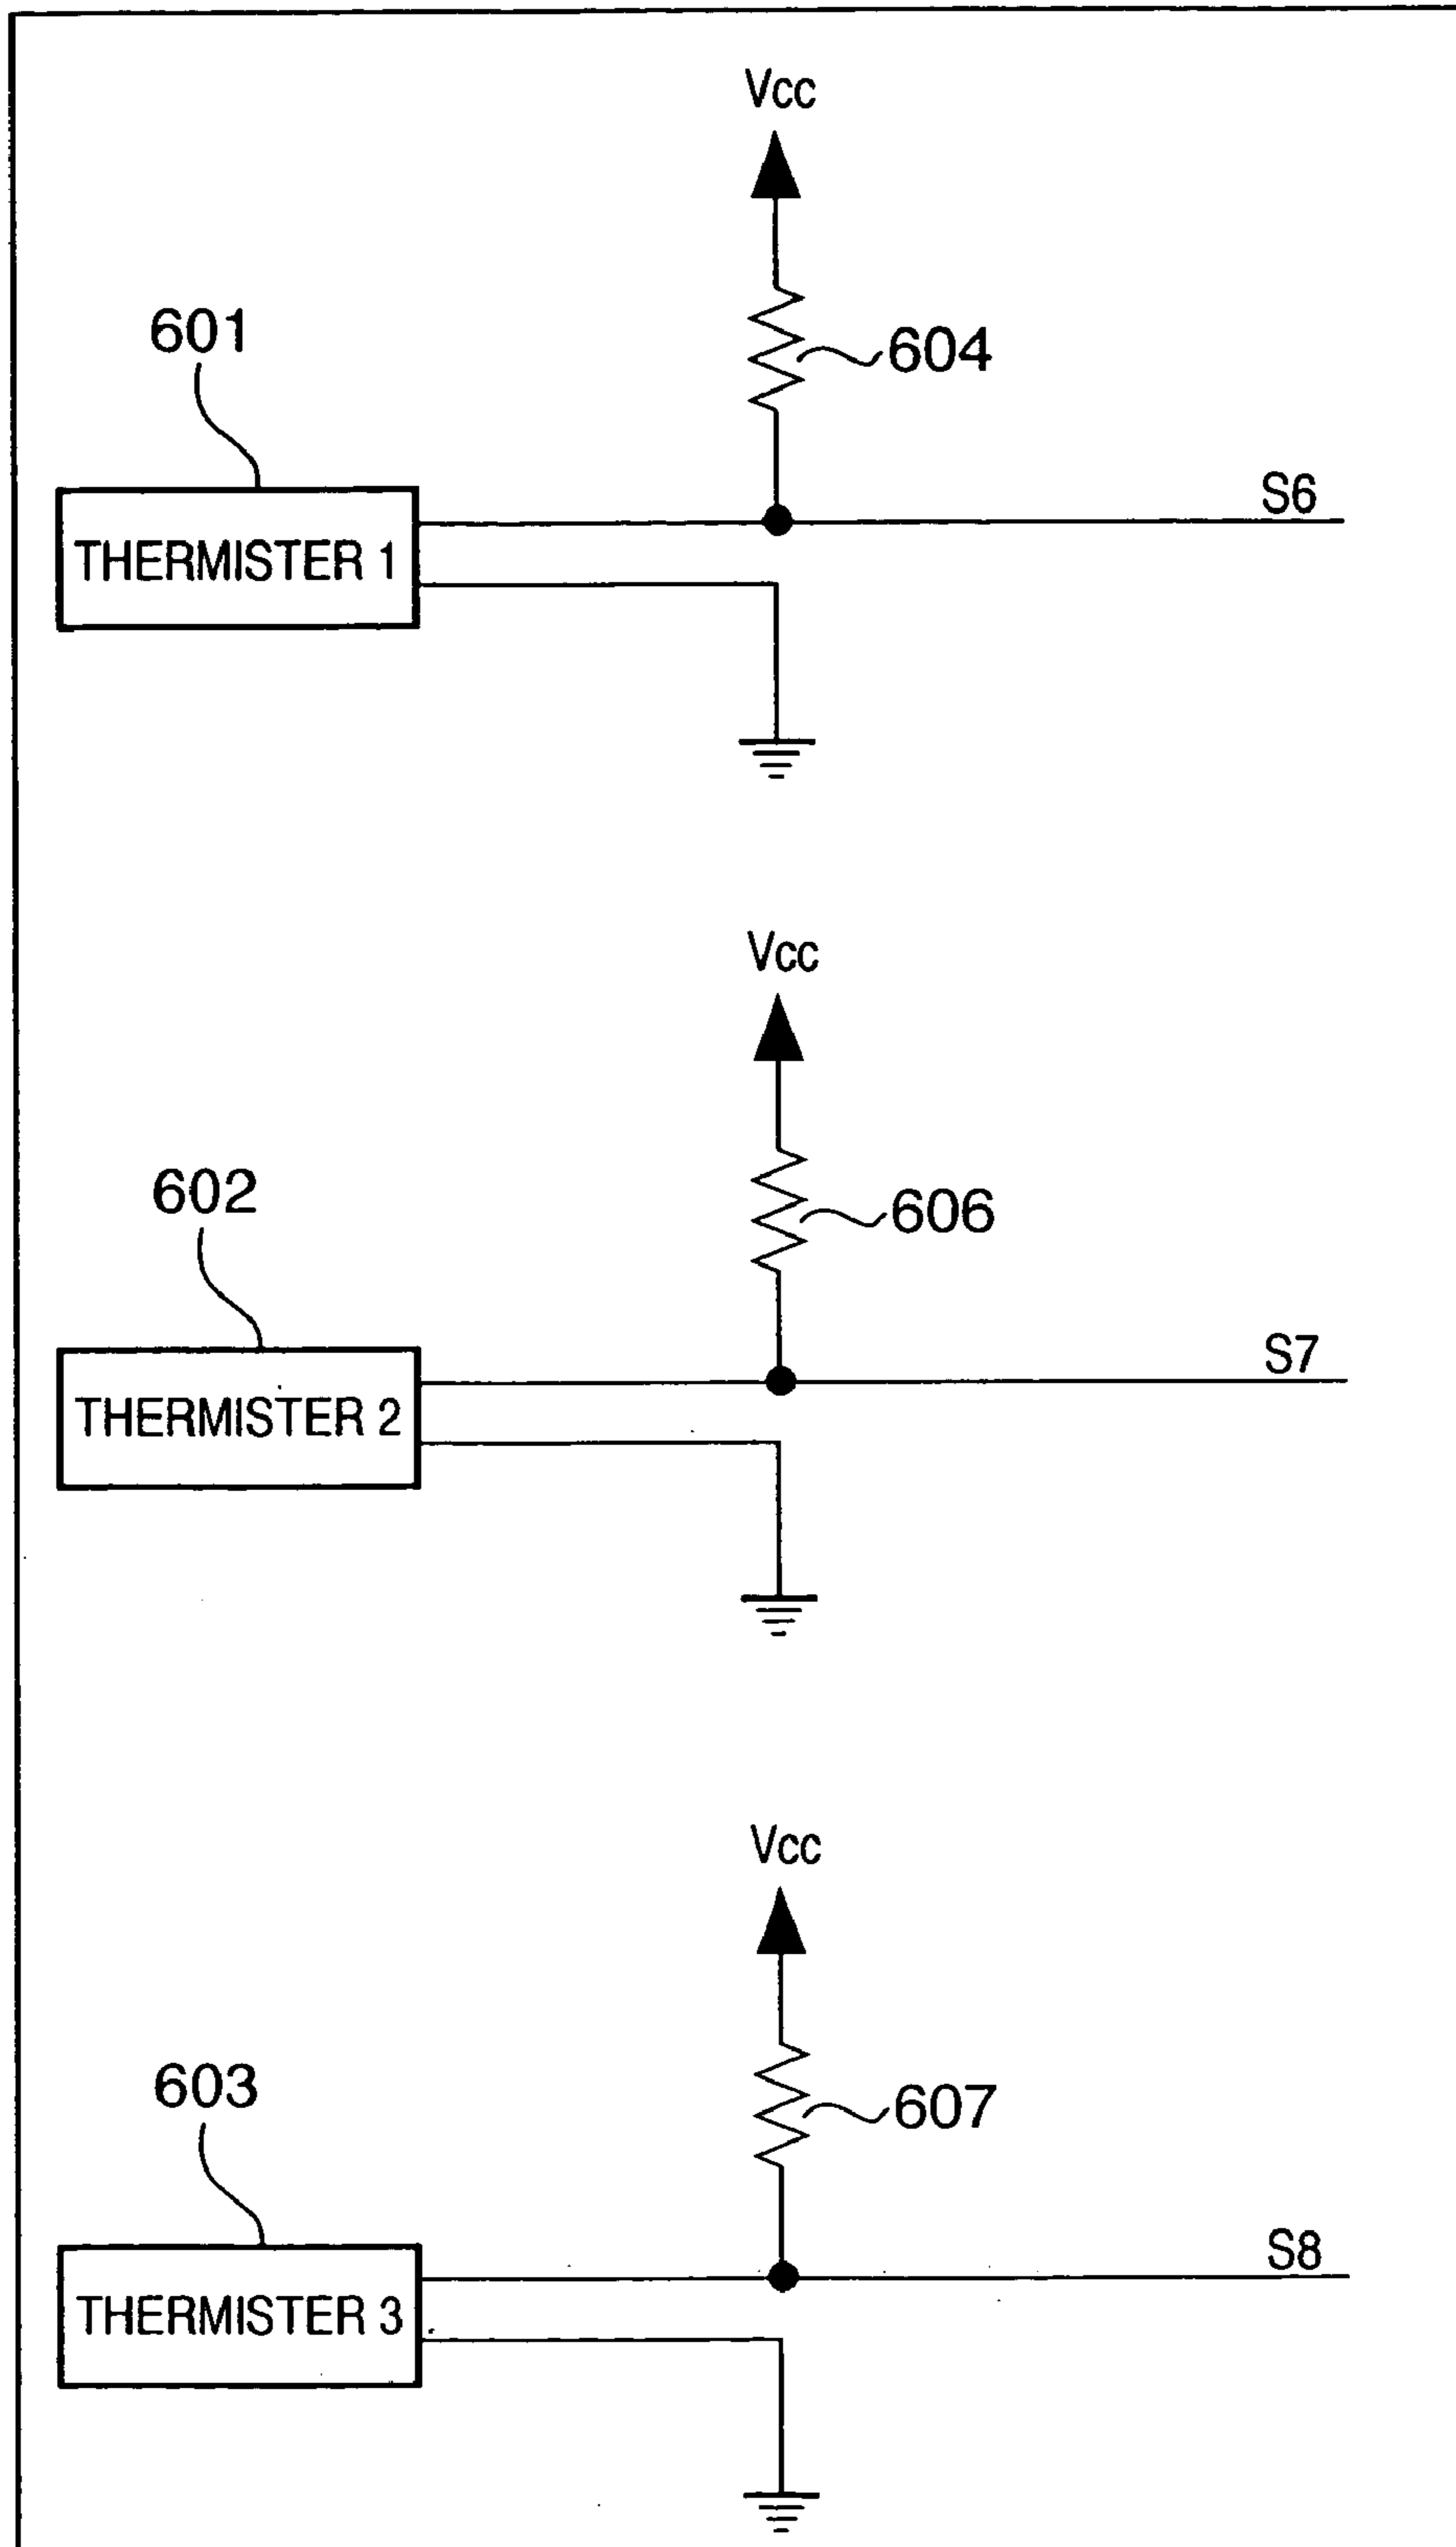 Vcc
601
604
S6
THERMISTER 1
Vcc
602
606
S7
THERMISTER 2
Vcc
603
607
S8
THERMISTER 3